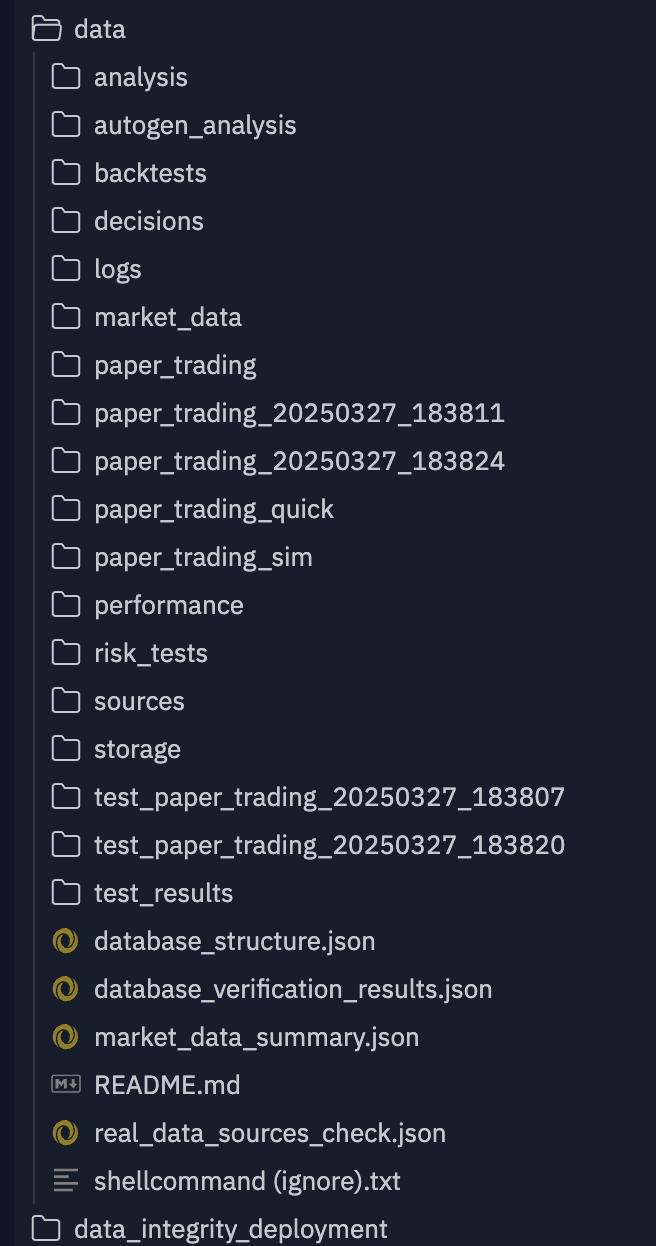 data
analysis
autogen_analysis
backtests
decisions
logs
market_data
paper_trading
paper_trading_20250327_183811
paper_trading_20250327_183824
paper_trading_quick
paper_trading_sim
performance
risk_tests
sources
storage
test_paper_trading_20250327_183807
test_paper_trading_20250327_183820
test_results
database_structure.json
database_verification_results.json
market_data_summary.json
M↓ README.md
real_data_sources_check.json
shellcommand (ignore).txt
data_integrity_deployment